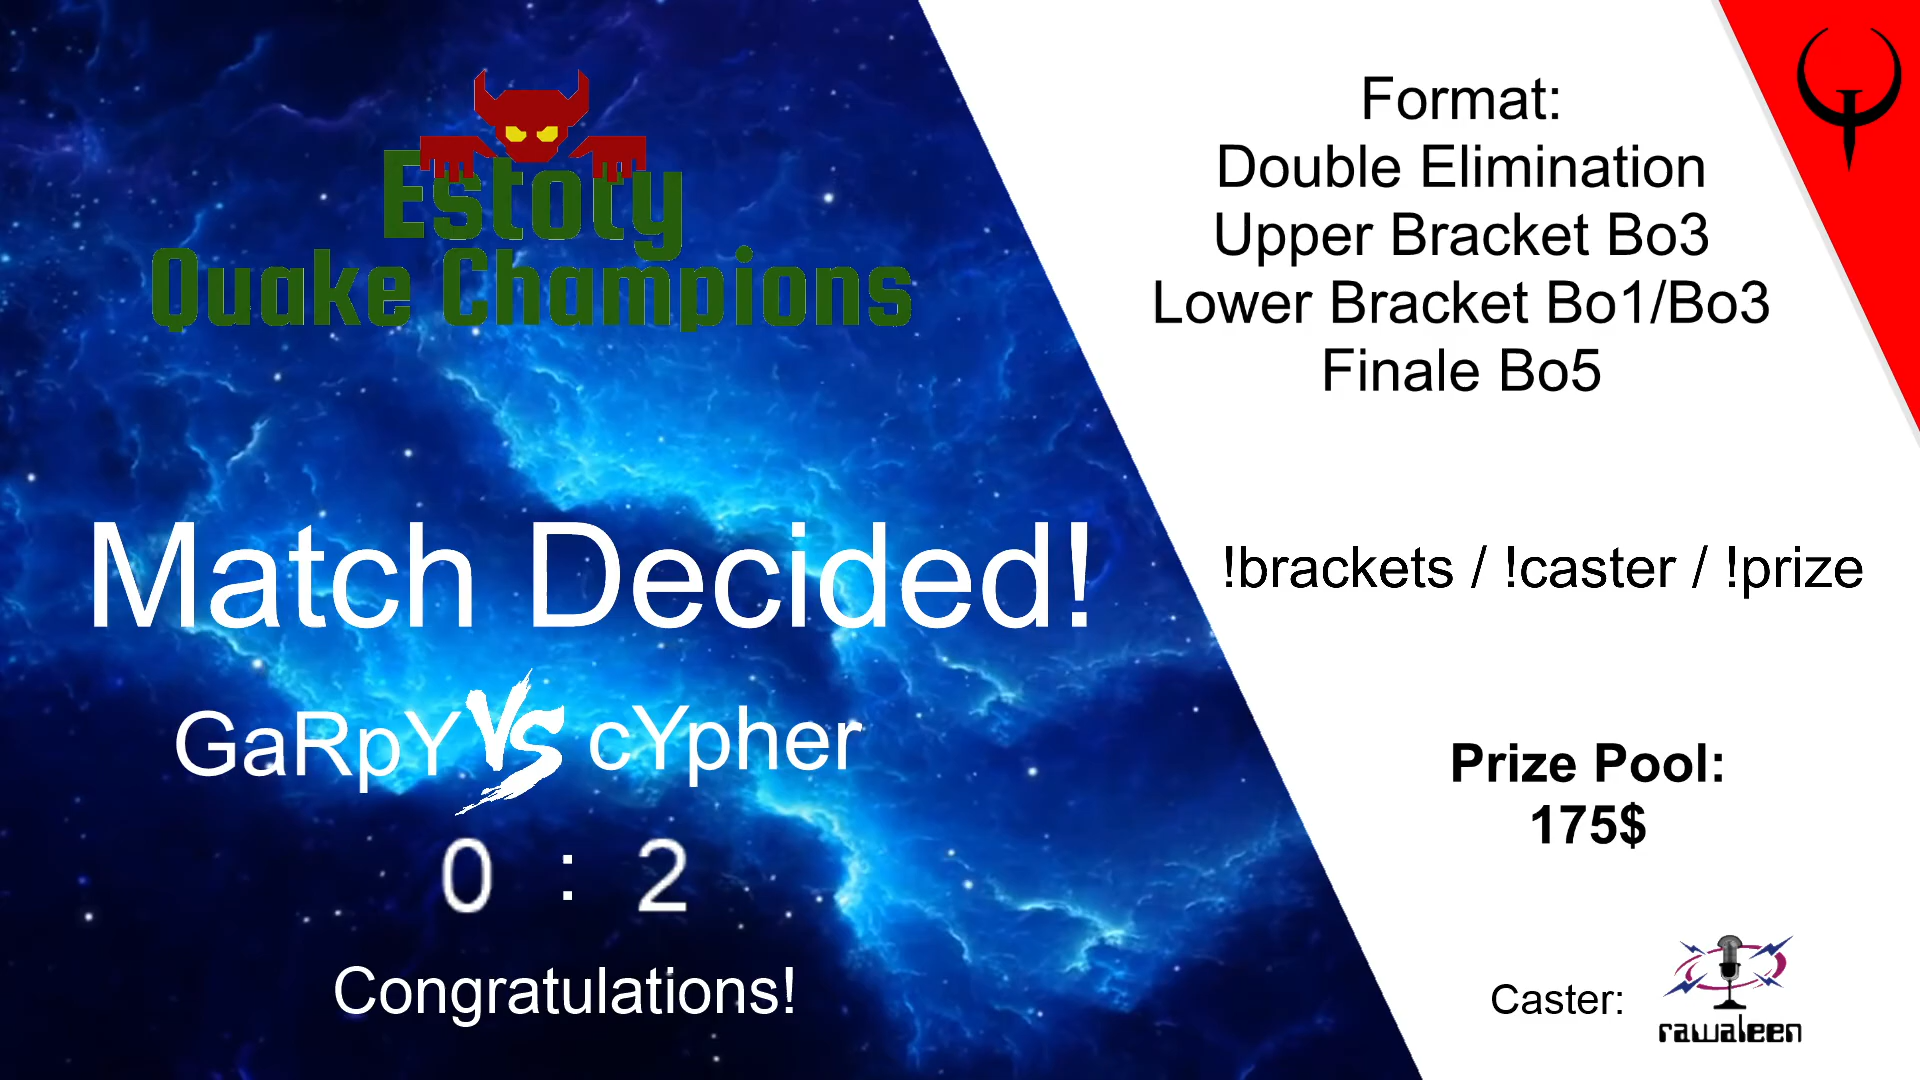 Estoty
Quake Champions
Match Decided!
GaRpY VS cYpher
0 : 2
Congratulations!
Format:
Double Elimination
Upper Bracket Bo3
Lower Bracket Bo1/Bo3
Finale Bo5
!brackets / !caster / !prize
Prize Pool:
175$
Caster:
rawaleen